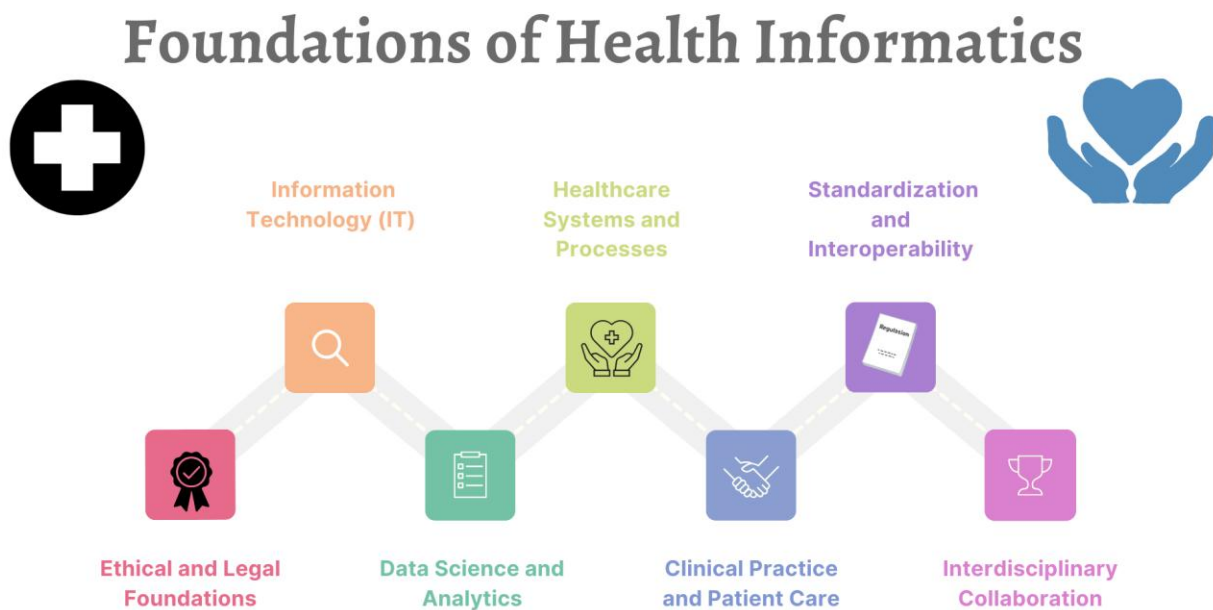 Foundations of Health Informatics
Information
Technology (IT)
Healthcare
Systems and
Processes
Standardization
and
Interoperability
Regulation
Ethical and Legal
Foundations
Data Science and
Analytics
Clinical Practice
and Patient Care
Interdisciplinary
Collaboration